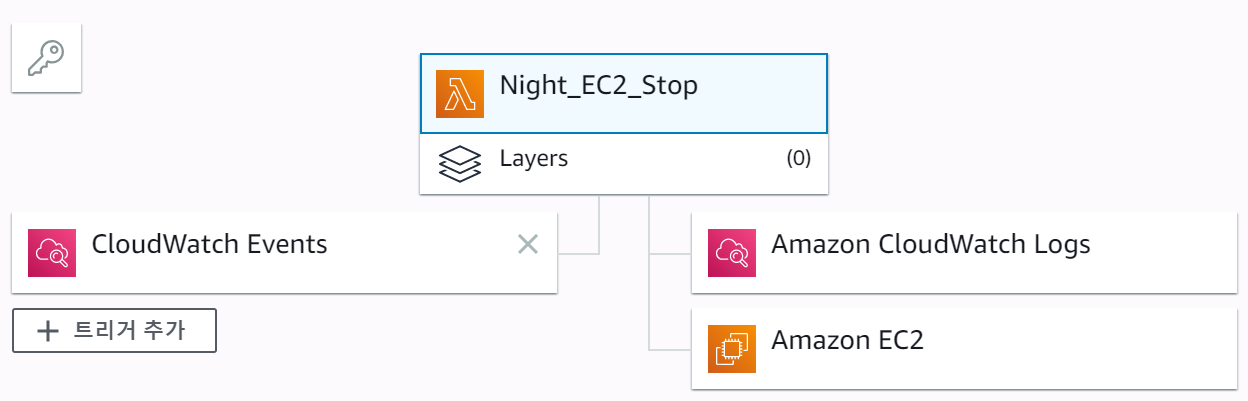 Night_EC2_Stop
Layers (0)
CloudWatch Events
Amazon CloudWatch Logs
트리거 추가
Amazon EC2